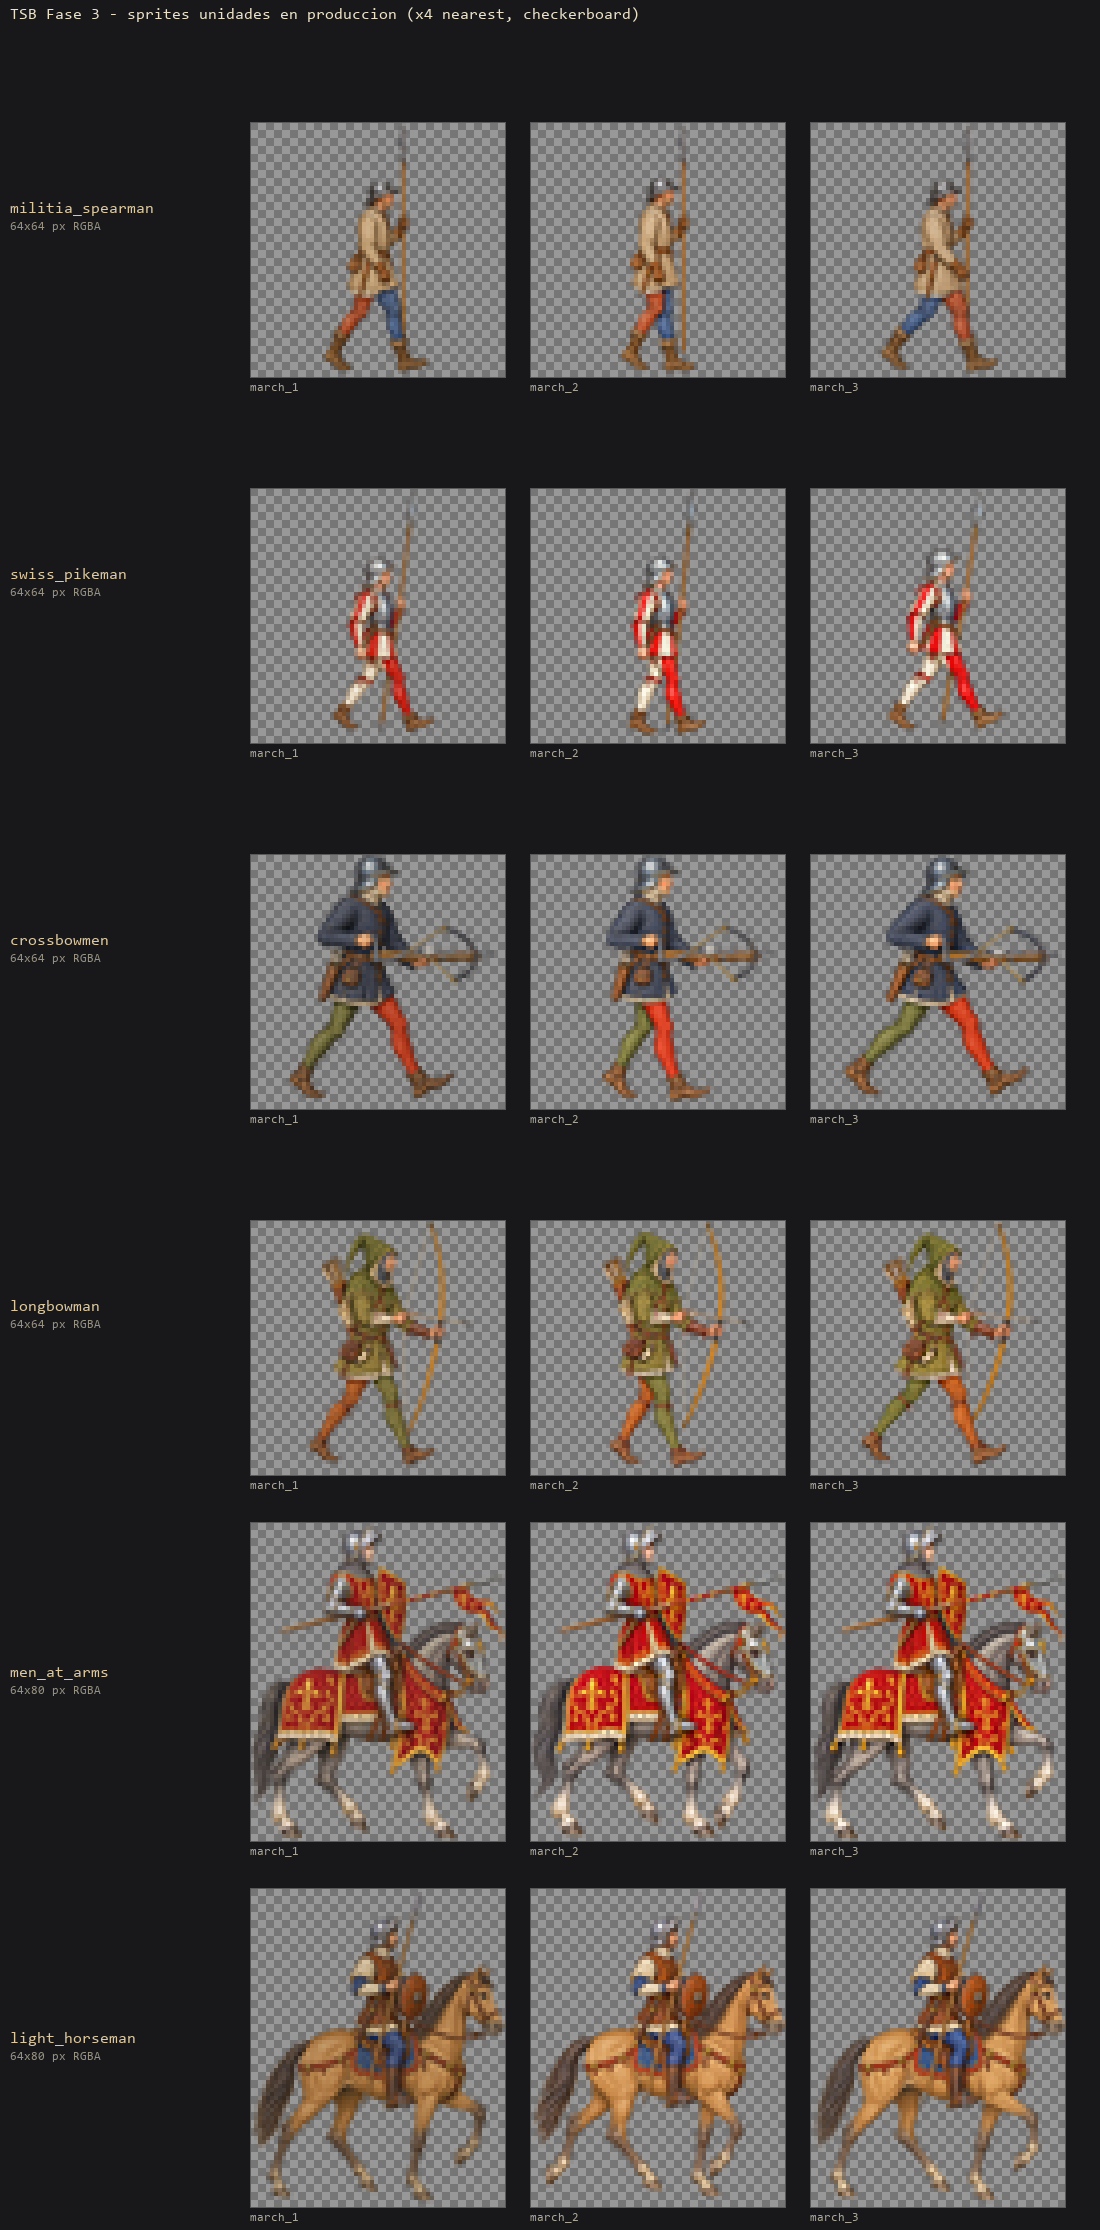 TSB Fase 3 - sprites unidades en produccion (x4 nearest, checkerboard)
militia_spearman
64x64 px RGBA
march_1
march_2
march_3
swiss_pikeman
64x64 px RGBA
march_1
march_2
march_3
crossbowmen
64x64 px RGBA
march_1
march_2
march_3
longbowman
64x64 px RGBA
march_1
march_2
march_3
men_at_arms
64x80 px RGBA
march_1
march_2
march_3
light_horseman
64x80 px RGBA
march_1
march_2
march_3